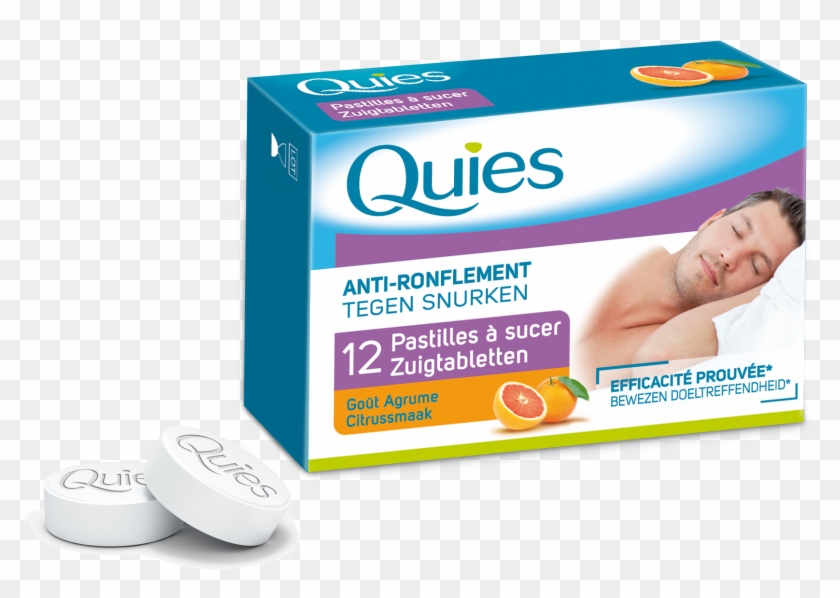 Quies
Pastilles à sucer
Zuigtabletten
LOT
Quies
ANTI-RONFLEMENT
TEGEN SNURKEN
12 Pastilles à sucer
Zuigtabletten
Goût Agrume
Citrussmaak
EFFICACITÉ PROUVÉE*
BEWEZEN DOELTREFFENDHEID*
Quies
Quies